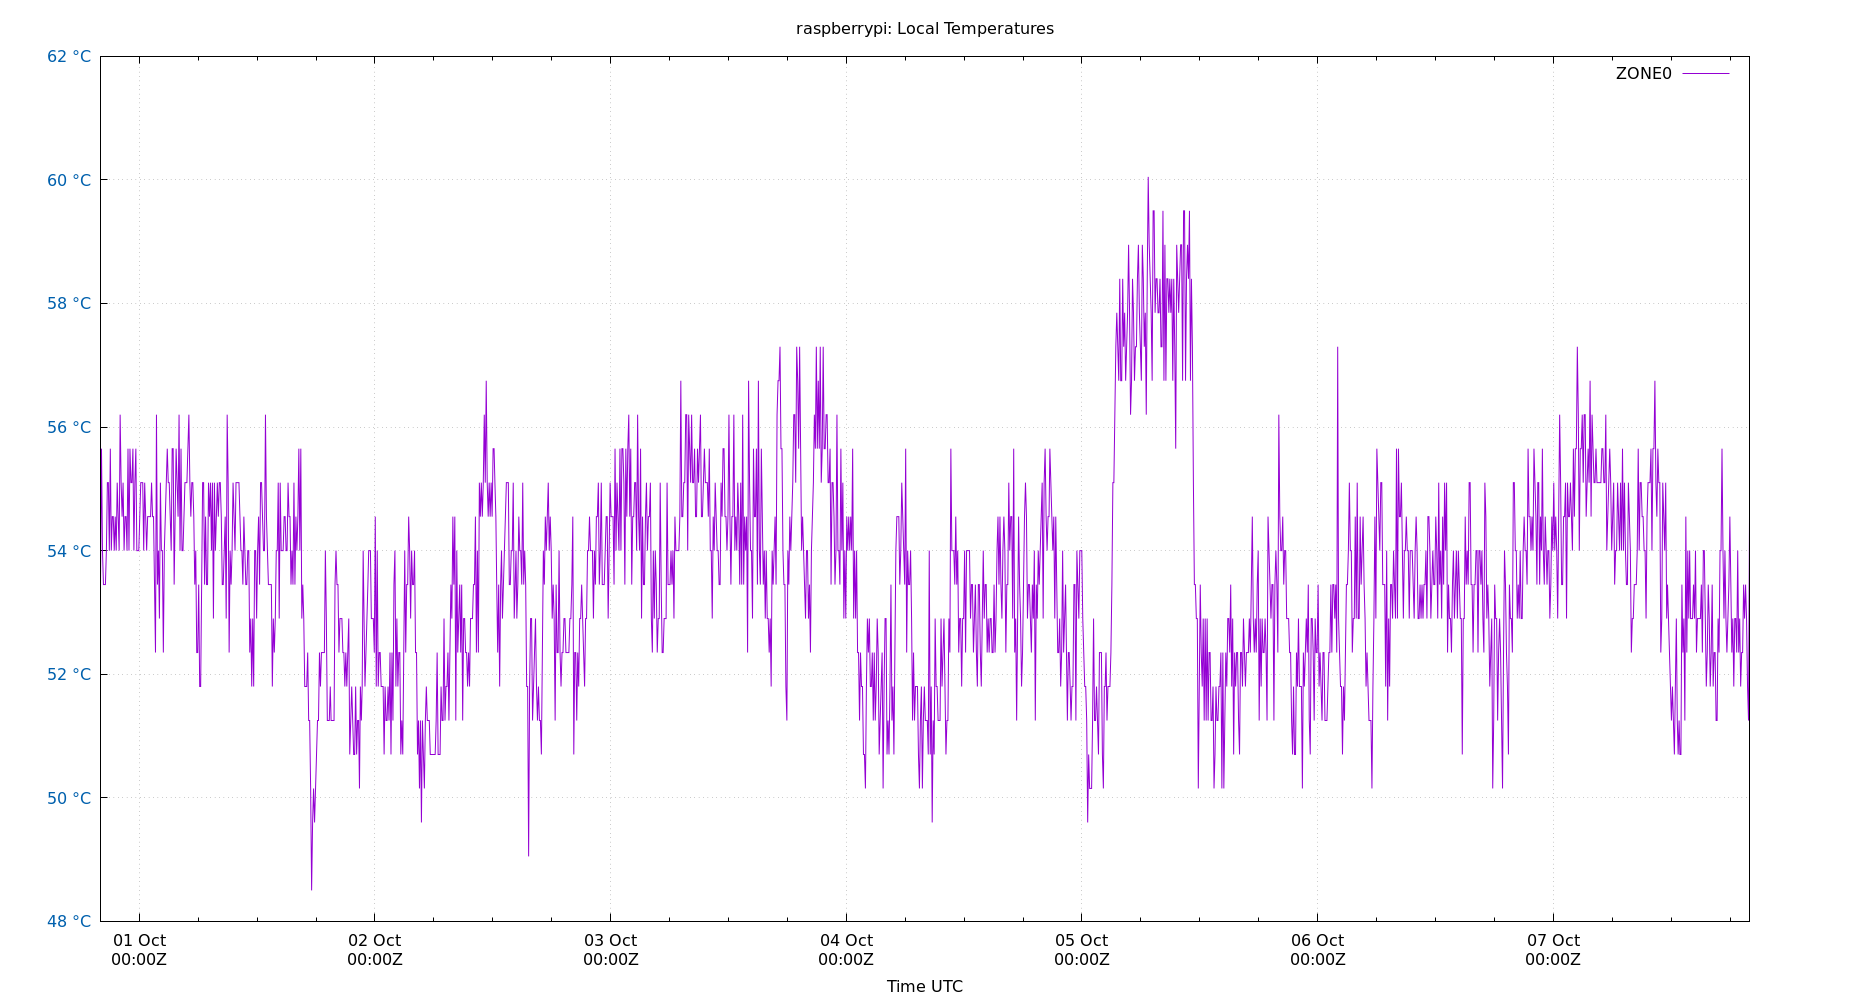 raspberrypi: Local Temperatures
62 °C
ZONE0
60 °C
58 °C
56 °C
54 °C
52 °C
50 °C
48 °C
01 Oct 02 Oct 03 Oct 04 Oct 05 Oct 06 Oct 07 Oct
00:00Z 00:00Z 00:00Z 00:00Z 00:00Z 00:00Z 00:00Z
Time UTC